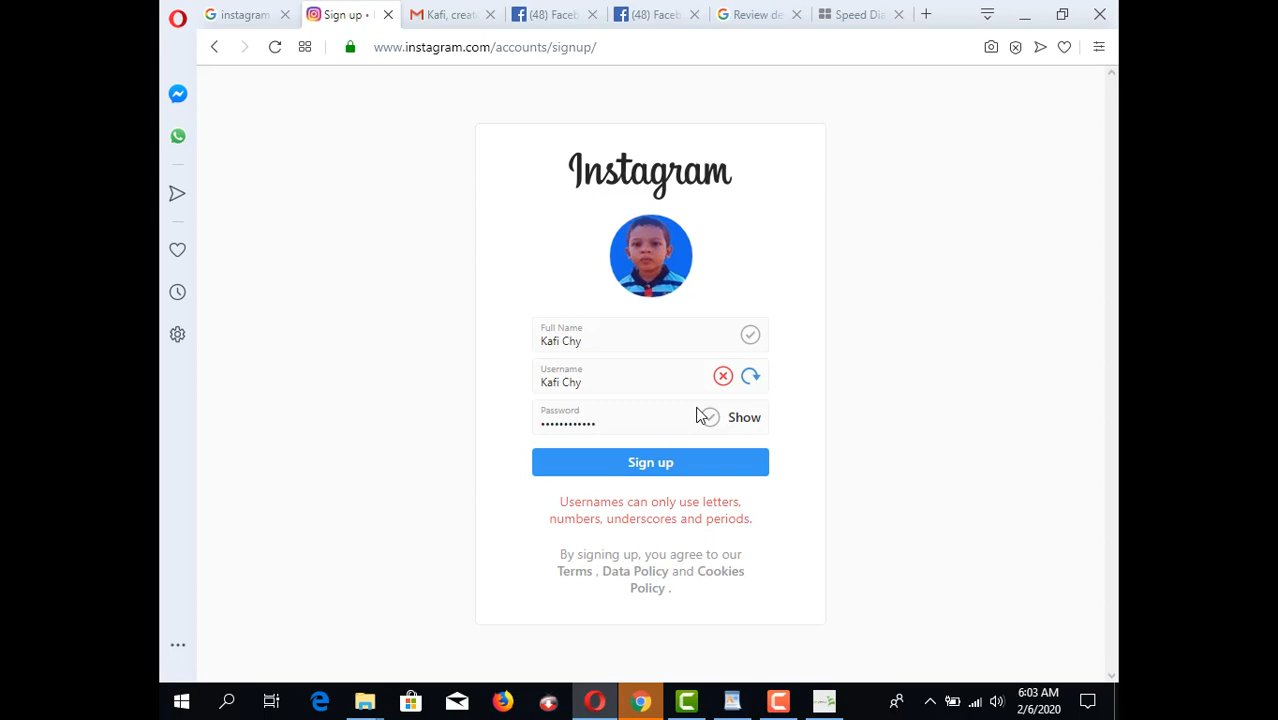 instagram
Sign up •
Kafi, creat
(48) Faceb
(48) Faceb
Review de
Speed Dia
www.instagram.com/accounts/signup/
Instagram
Full Name
Kafi Chy
Username
Kafi Chy
Password
••••••••••••
Show
Sign up
Usernames can only use letters,
numbers, underscores and periods.
By signing up, you agree to our
Terms , Data Policy and Cookies
Policy .
6:03 AM
2/6/2020